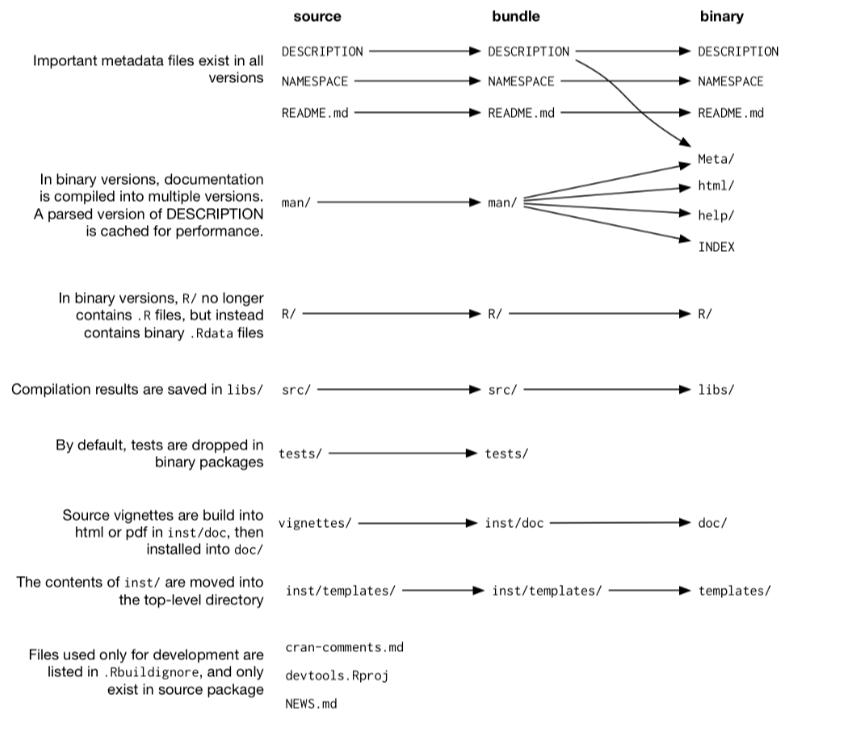 source bundle binary
Important metadata files exist in all
versions
DESCRIPTION DESCRIPTION DESCRIPTION
NAMESPACE NAMESPACE NAMESPACE
README.md README.md README.md
In binary versions, documentation
is compiled into multiple versions.
A parsed version of DESCRIPTION
is cached for performance.
man/ man/
Meta/
html/
help/
INDEX
In binary versions, R/ no longer
contains .R files, but instead
contains binary .Rdata files
R/ R/ R/
Compilation results are saved in libs/
src/ src/ libs/
By default, tests are dropped in
binary packages
tests/ tests/
Source vignettes are build into
html or pdf in inst/doc, then
installed into doc/
vignettes/ inst/doc doc/
The contents of inst/ are moved into
the top-level directory
inst/templates/ inst/templates/ templates/
Files used only for development are
listed in .Rbuildignore, and only
exist in source package
cran-comments.md
devtools.Rproj
NEWS.md